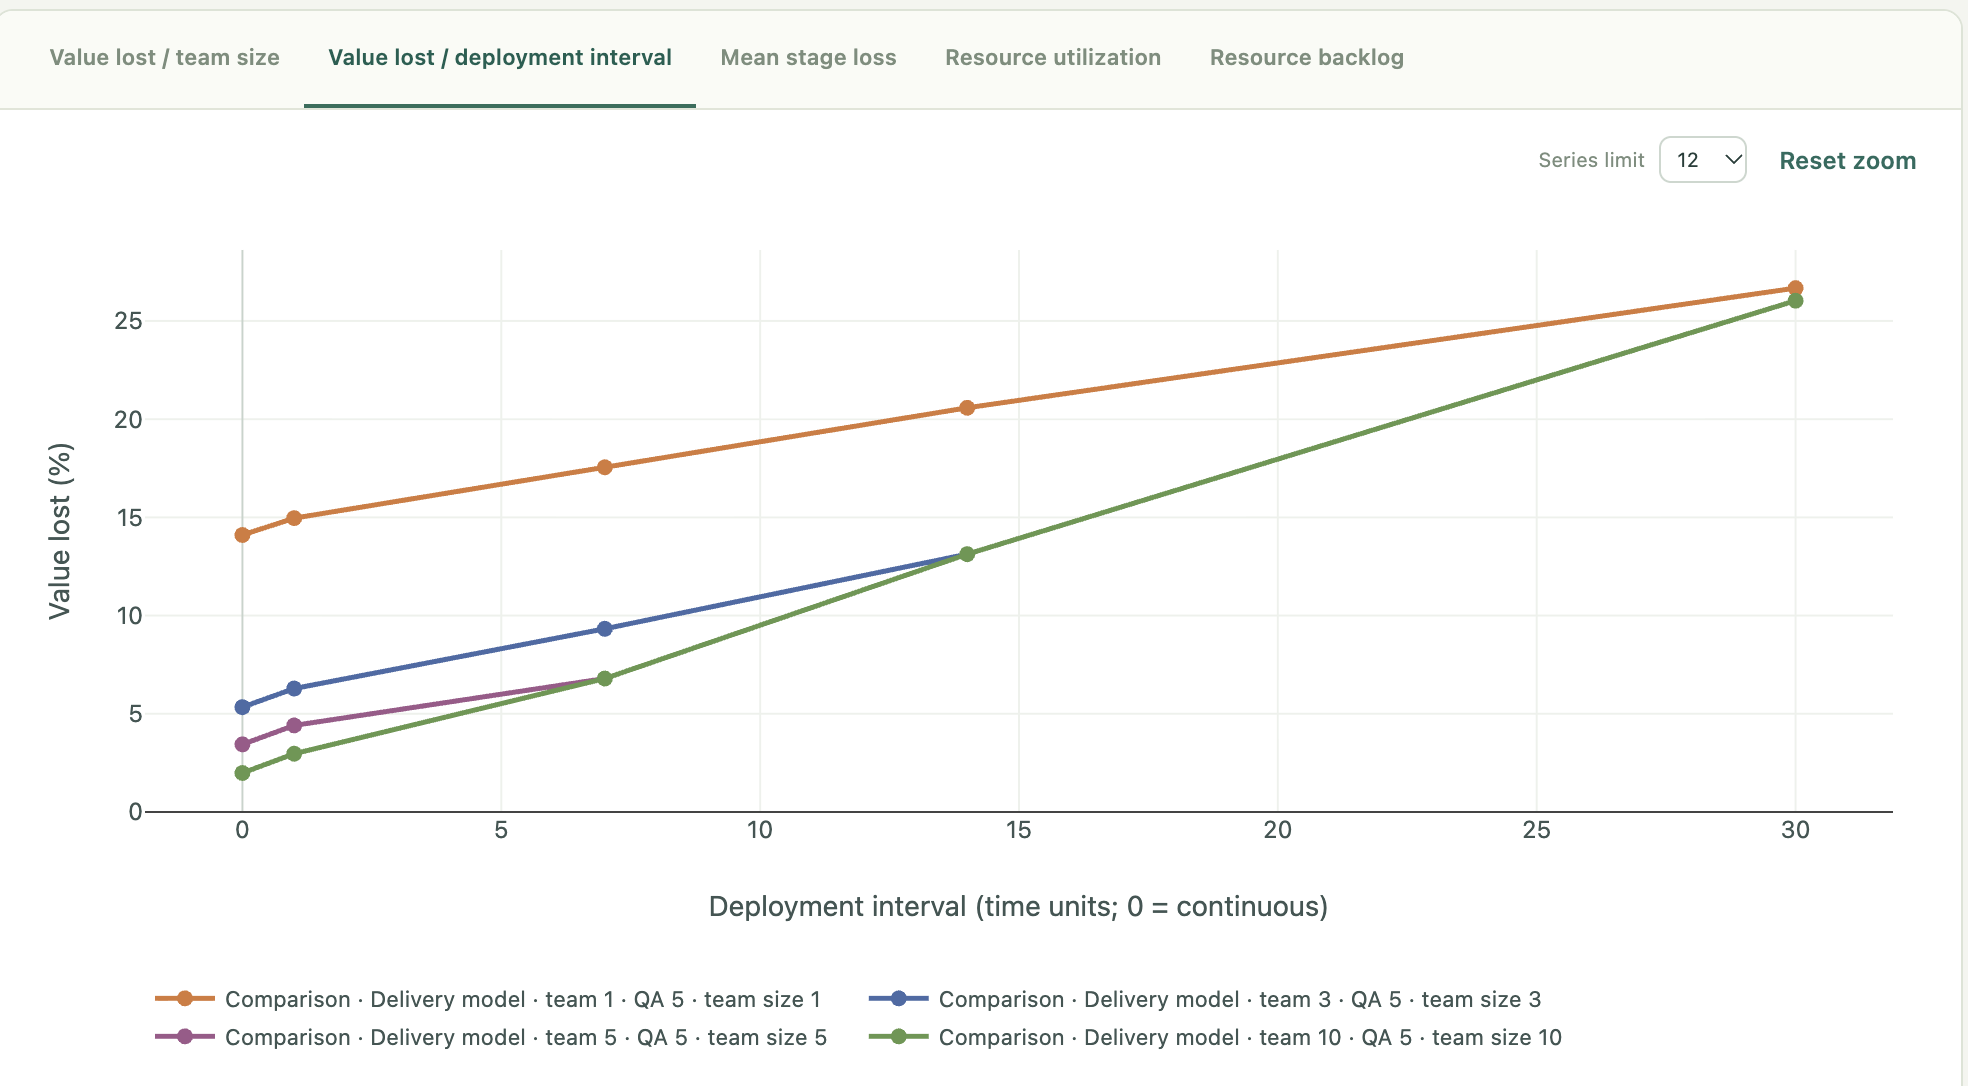 Value lost / team size
Value lost / deployment interval
Mean stage loss
Resource utilization
Resource backlog
Series limit
12
Reset zoom
Value lost (%)
25
20
15
10
5
0
0
5
10
15
20
25
30
Deployment interval (time units; 0 = continuous)
Comparison · Delivery model · team 1 · QA 5 · team size 1
Comparison · Delivery model · team 3 · QA 5 · team size 3
Comparison · Delivery model · team 5 · QA 5 · team size 5
Comparison · Delivery model · team 10 · QA 5 · team size 10